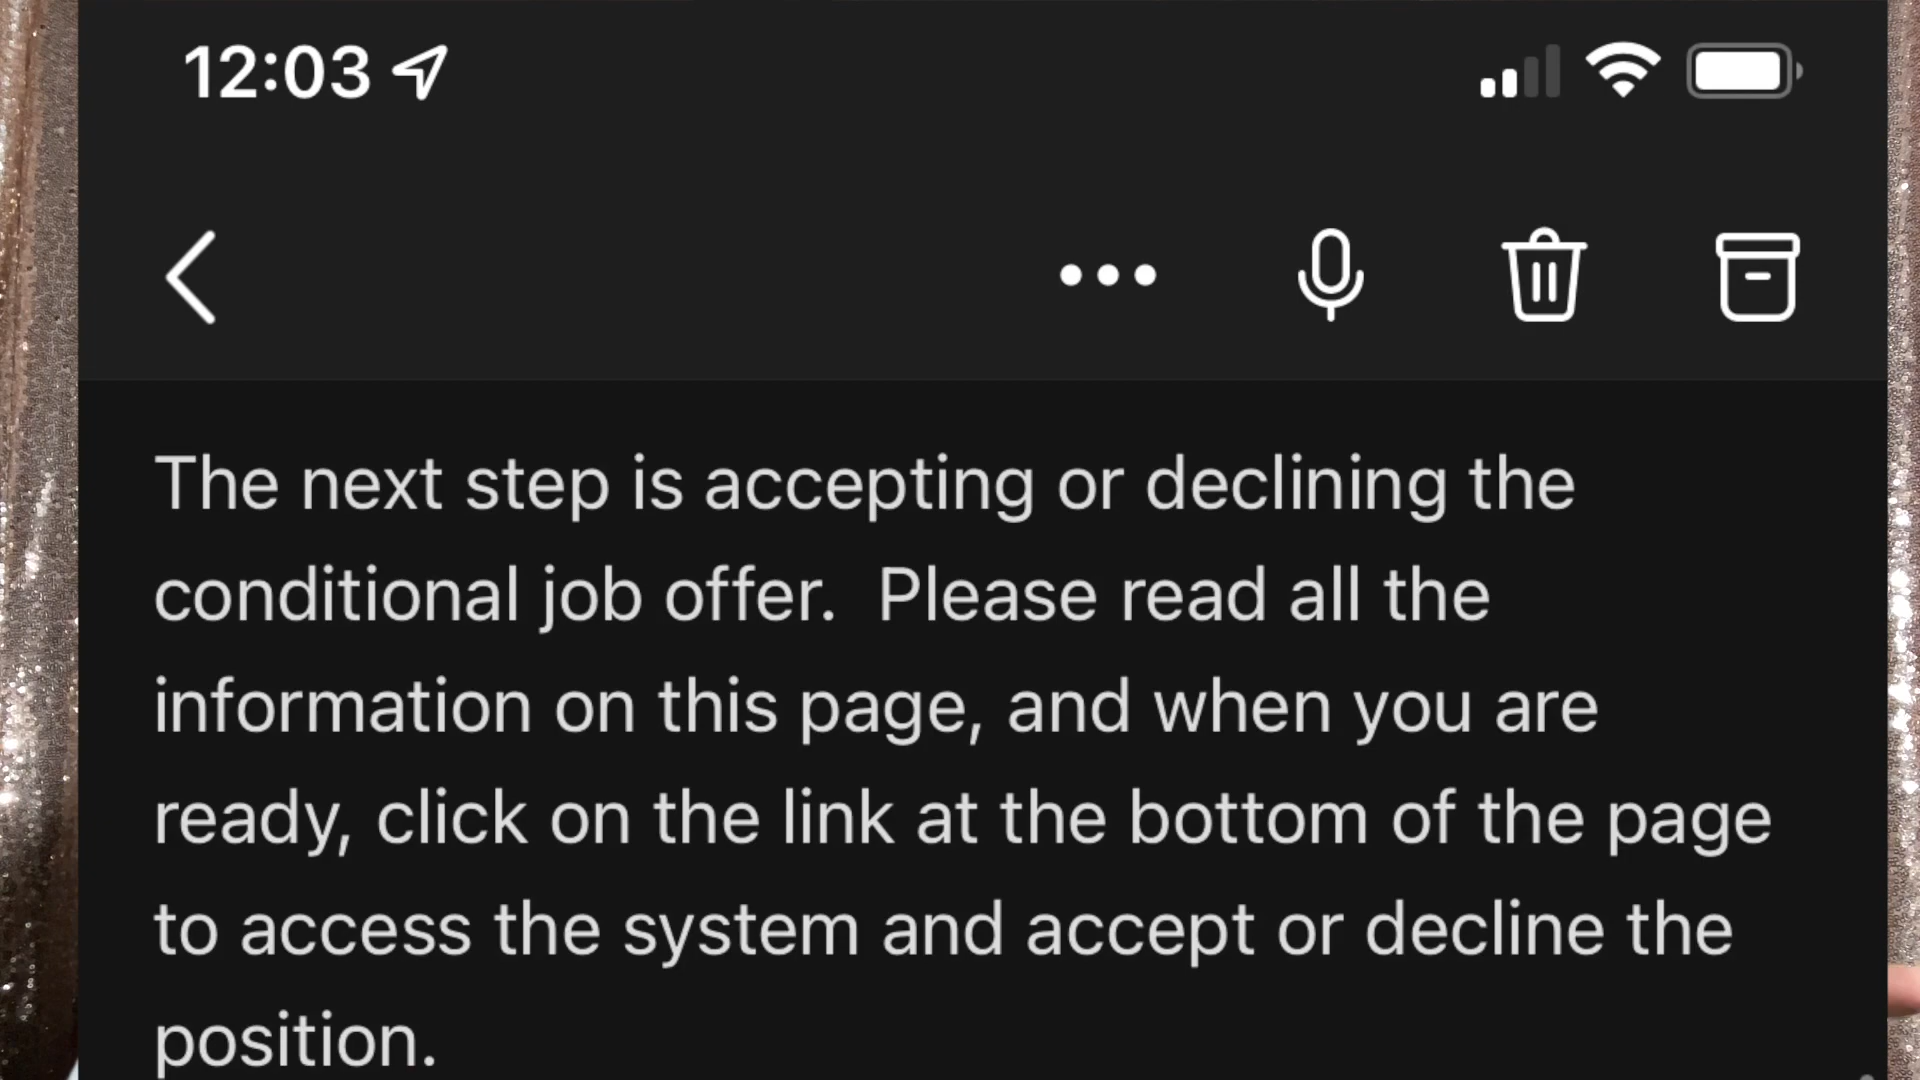 12:03
The next step is accepting or declining the
conditional job offer.  Please read all the
information on this page, and when you are
ready, click on the link at the bottom of the page
to access the system and accept or decline the
position.